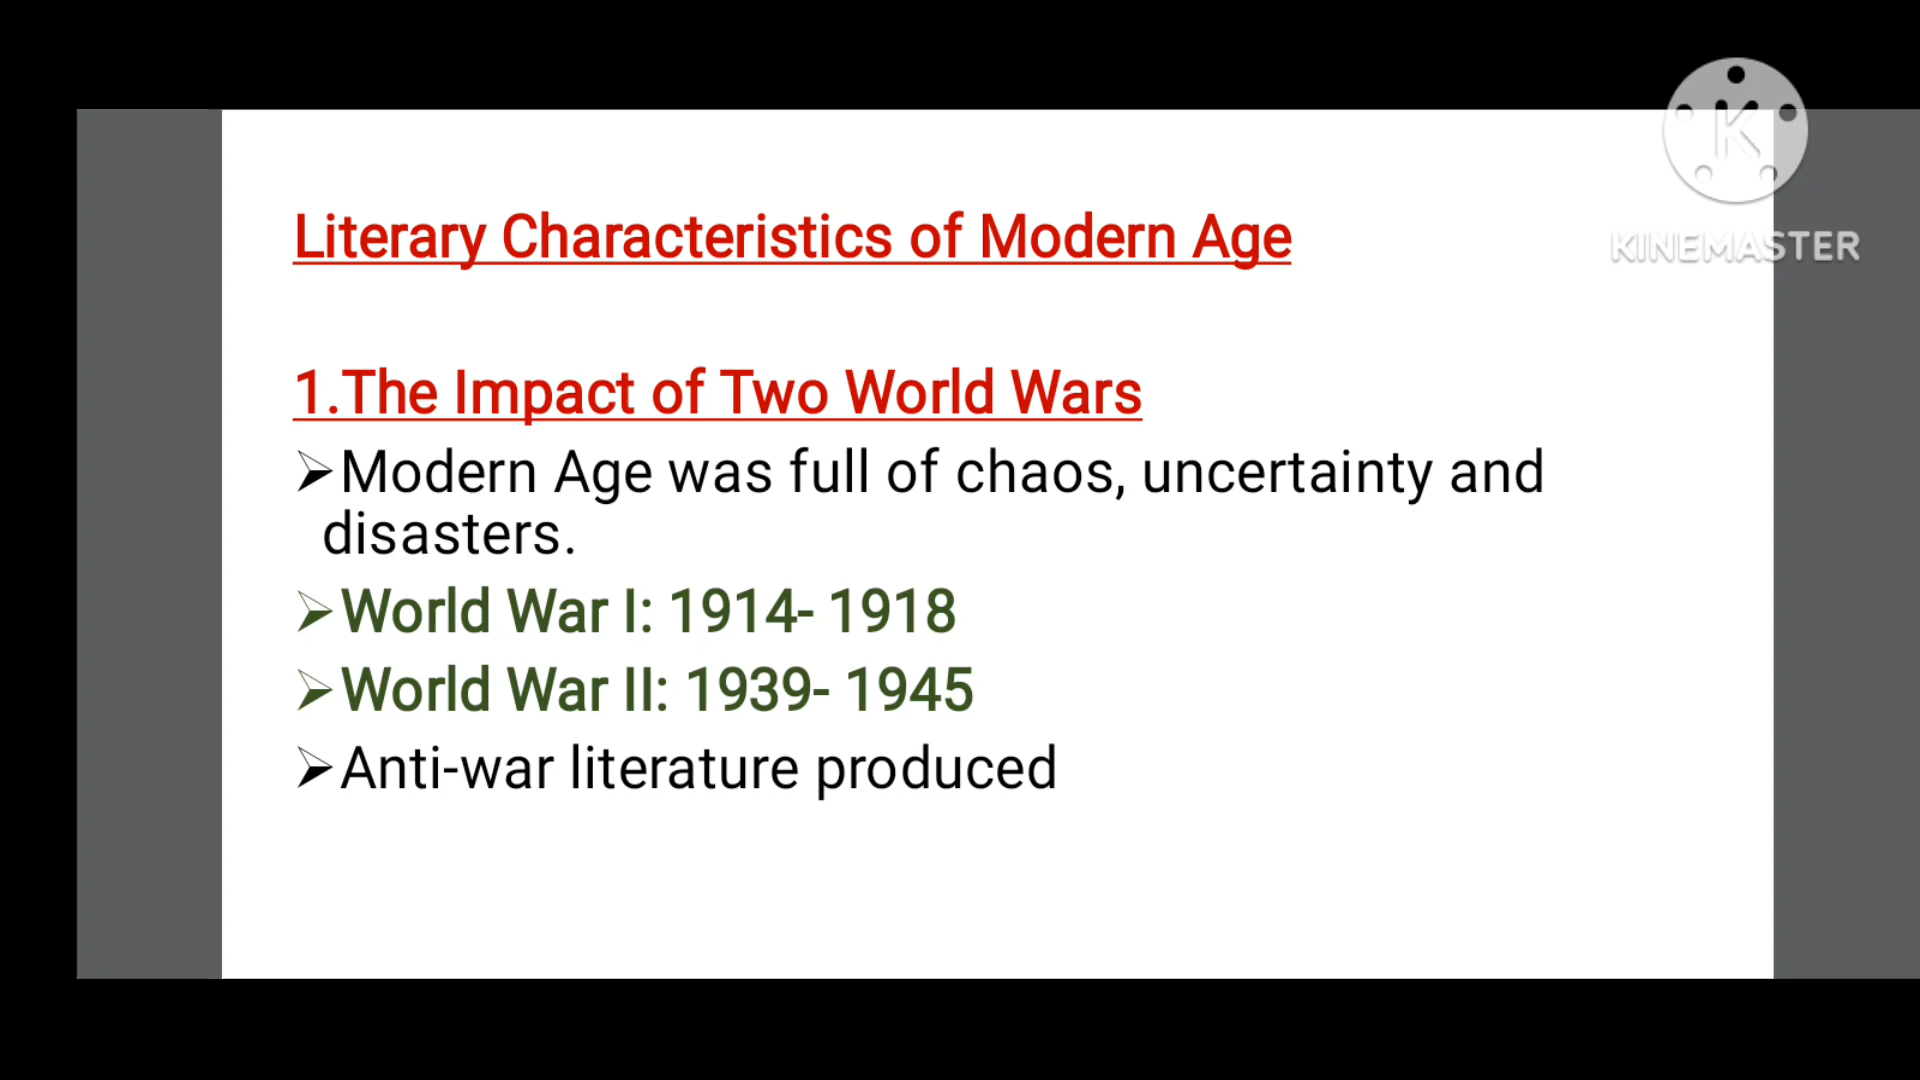 K
KINEMASTER
Literary Characteristics of Modern Age
1.The Impact of Two World Wars
➢Modern Age was full of chaos, uncertainty and
disasters.
➢World War I: 1914- 1918
➢World War II: 1939- 1945
➢Anti-war literature produced